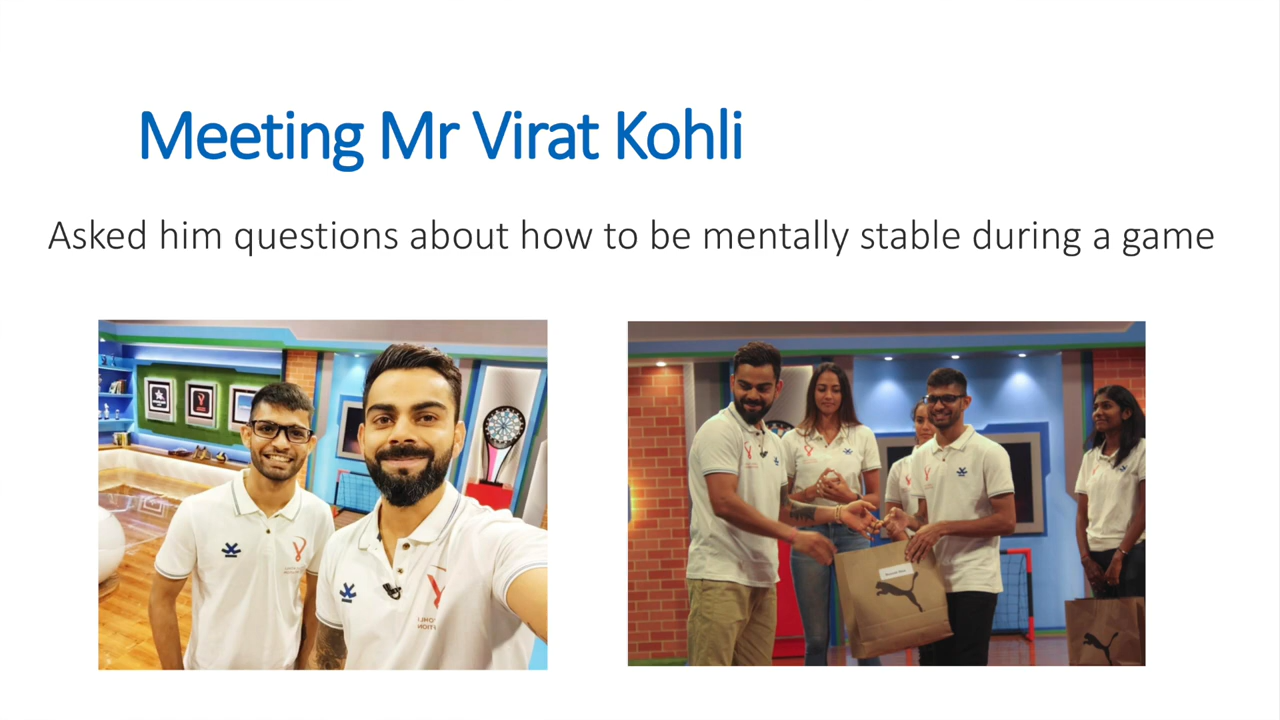 Meeting Mr Virat Kohli
Asked him questions about how to be mentally stable during a game